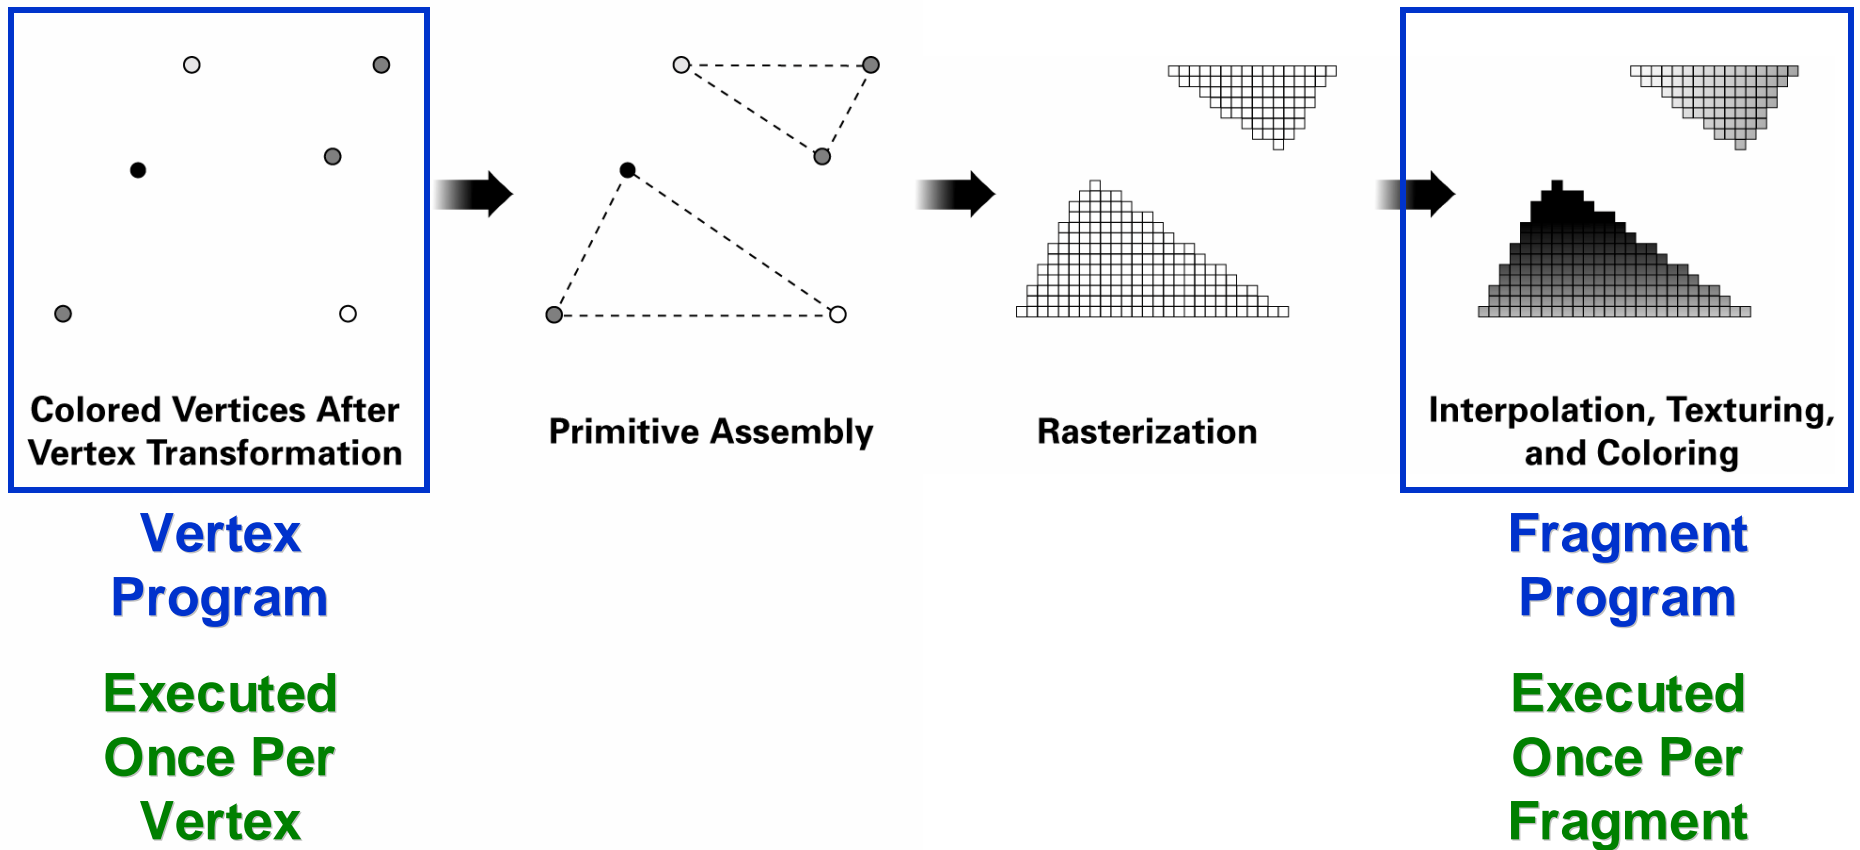 Colored Vertices After
Vertex Transformation
Primitive Assembly
Rasterization
Interpolation, Texturing,
and Coloring
Vertex
Program
Fragment
Program
Executed
Once Per
Vertex
Executed
Once Per
Fragment